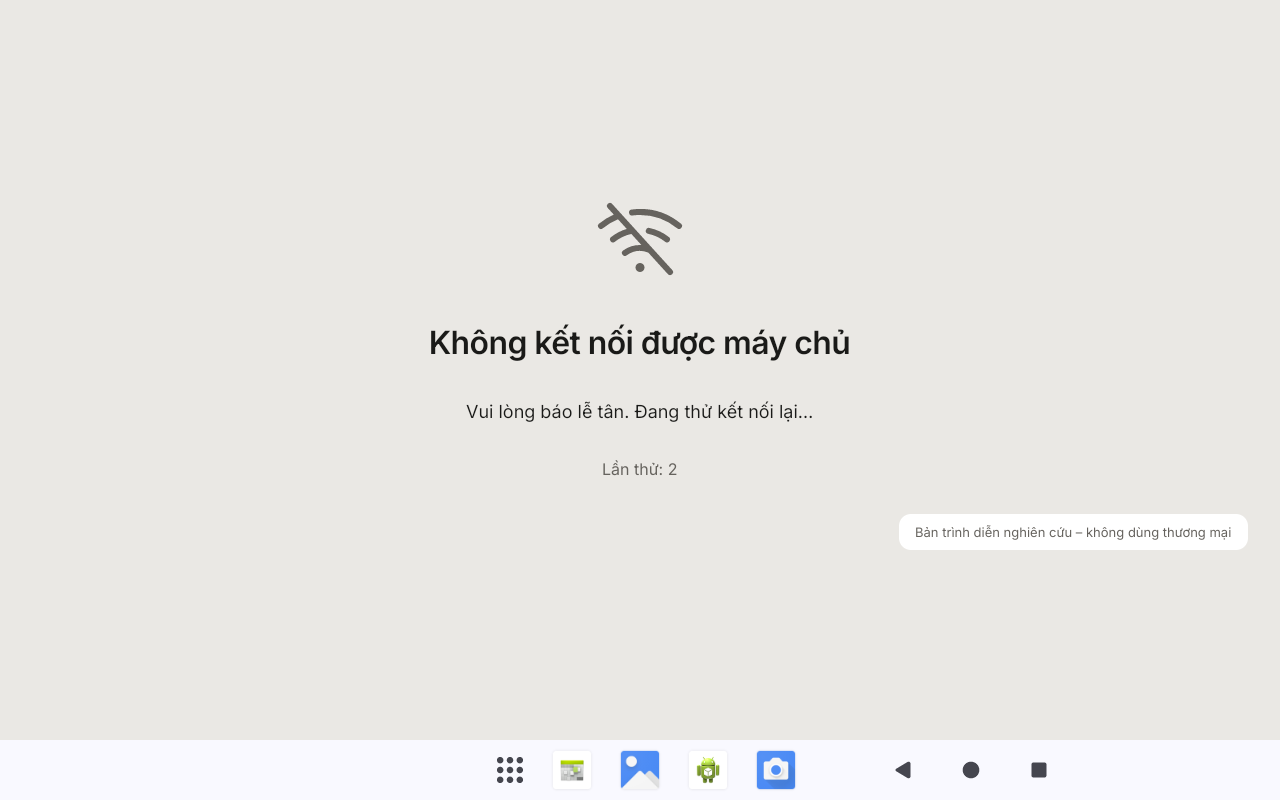 Không kết nối được máy chủ
Vui lòng báo lễ tân. Đang thử kết nối lại...
Lần thử: 2
Bản trình diễn nghiên cứu – không dùng thương mại